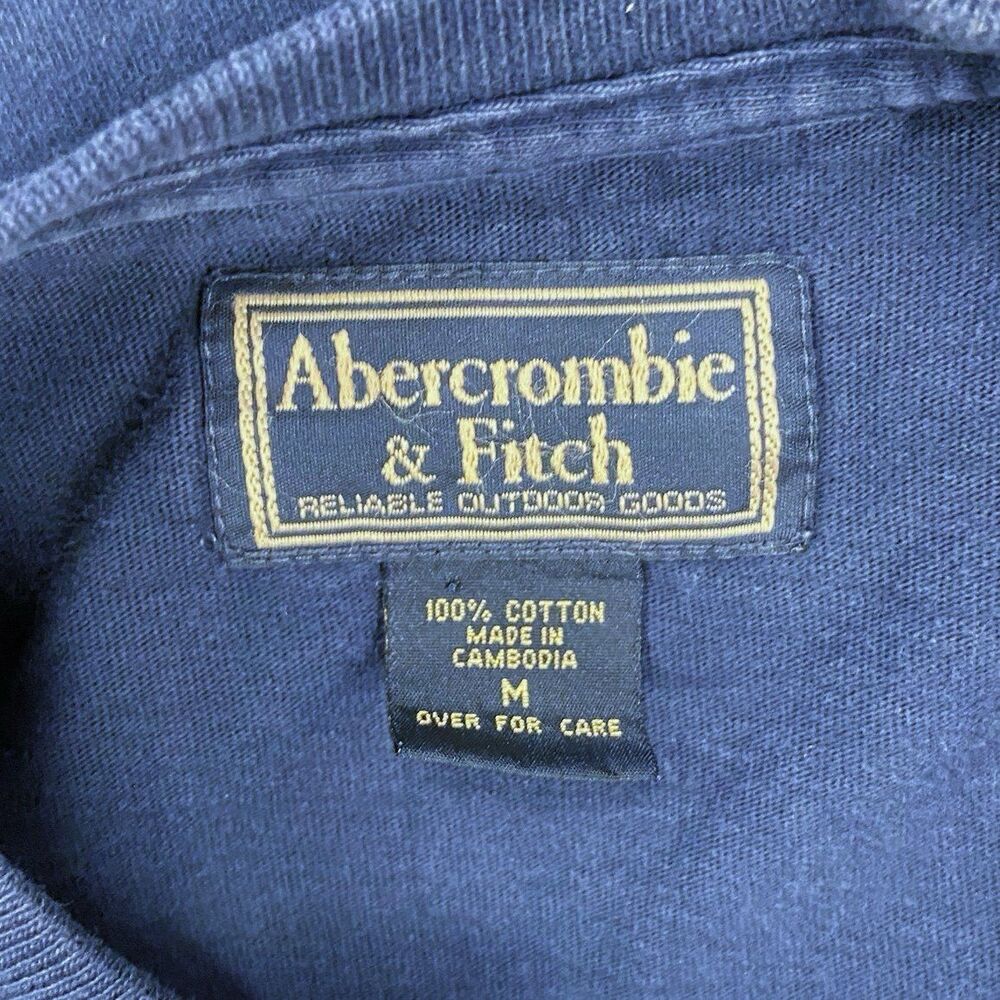 Abercrombie
& Fitch
RELIABLE OUTDOOR GOODS
100% COTTON
MADE IN
CAMBODIA
M
OVER FOR CARE